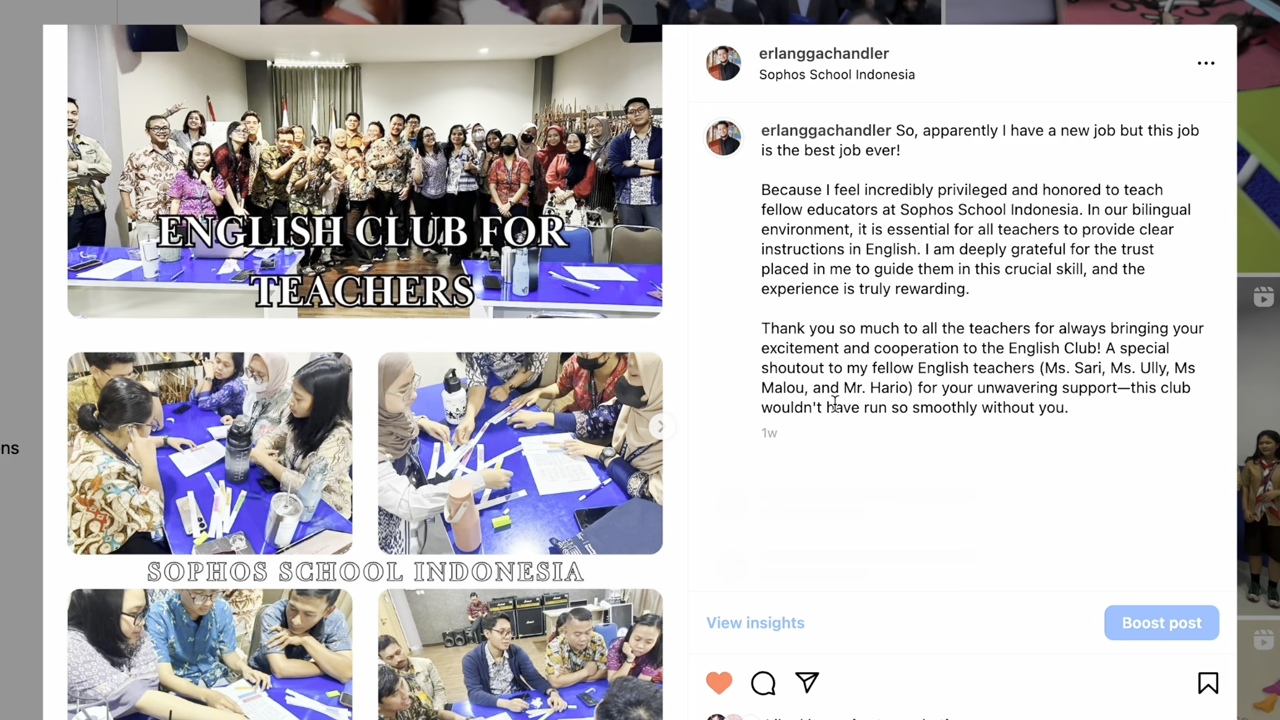 ons
ENGLISH CLUB FOR
TEACHERS
SOPHOS SCHOOL INDONESIA
erlanggachandler
Sophos School Indonesia
erlanggachandler So, apparently I have a new job but this job
is the best job ever!
Because I feel incredibly privileged and honored to teach
fellow educators at Sophos School Indonesia. In our bilingual
environment, it is essential for all teachers to provide clear
instructions in English. I am deeply grateful for the trust
placed in me to guide them in this crucial skill, and the
experience is truly rewarding.
Thank you so much to all the teachers for always bringing your
excitement and cooperation to the English Club! A special
shoutout to my fellow English teachers (Ms. Sari, Ms. Ully, Ms
Malou, and Mr. Hario) for your unwavering support—this club
wouldn't have run so smoothly without you.
1w
View insights
Boost post